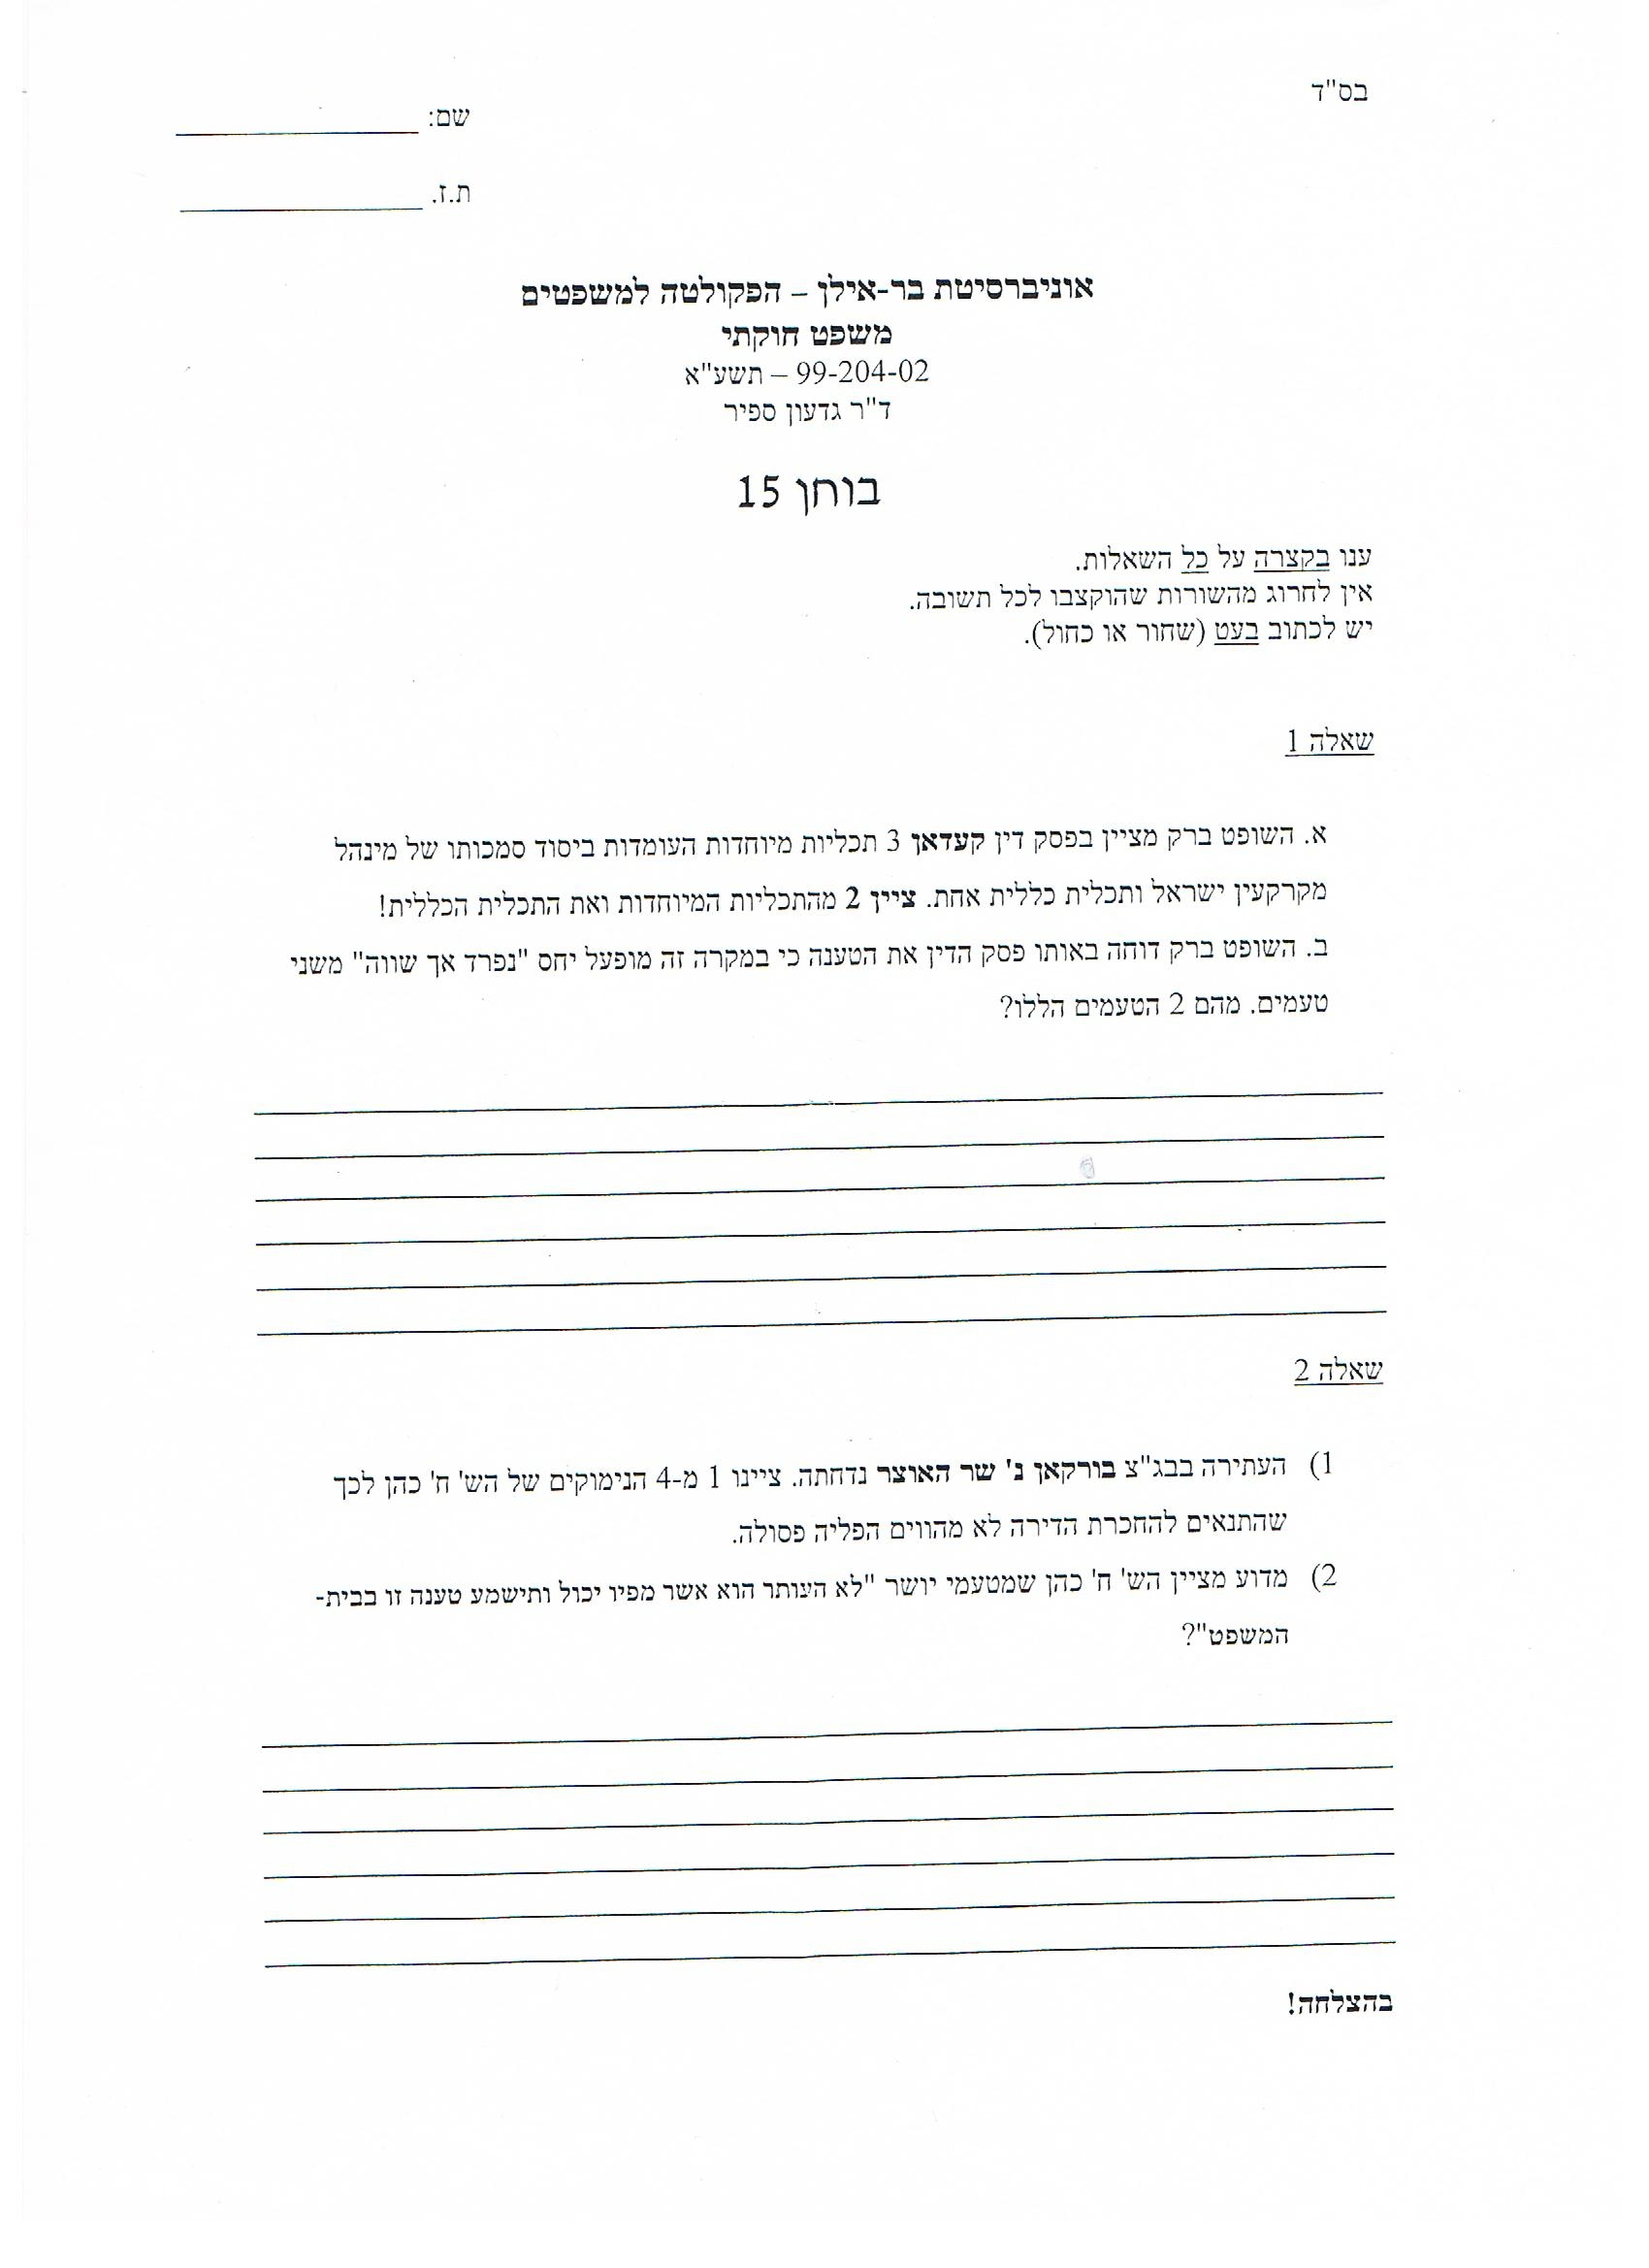 בס"ד
שם:
ת.ז.
אוניברסיטת בר-אילן – הפקולטה למשפטים
משפט חוקתי
99-204-02 – תשע"א
ד"ר גדעון ספיר
בוחן 15
ענו בקצרה על כל השאלות.
אין לחרוג מהשורות שהוקצבו לכל תשובה.
יש לכתוב בעט (שחור או כחול).
שאלה 1
א. השופט ברק מציין בפסק דין קעדאן 3 תכליות מיוחדות העומדות ביסוד סמכותו של מינהל
מקרקעין ישראל ותכלית כללית אחת. ציין 2 מהתכליות המיוחדות ואת התכלית הכללית!
ב. השופט ברק דוחה באותו פסק הדין את הטענה כי במקרה זה מופעל יחס "נפרד אך שווה" משני
טעמים. מהם 2 הטעמים הללו?
שאלה 2
1) העתירה בבג"צ בורקאן נ' שר האוצר נדחתה. ציינו 1 מ-4 הנימוקים של הש' ח' כהן לכך
שהתנאים להחכרת הדירה לא מהווים הפליה פסולה.
2) מדוע מציין הש' ח' כהן שמטעמי יושר "לא העותר הוא אשר מפיו יכול ותישמע טענה זו בבית-
המשפט"?
בהצלחה!